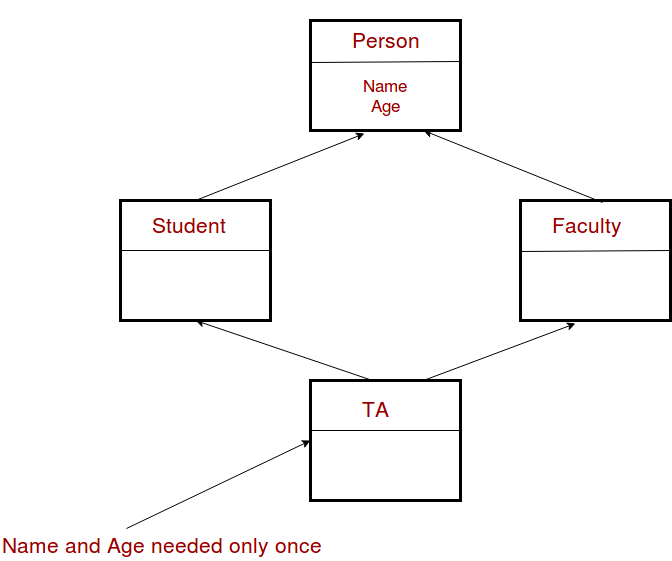 Person
Name
Age
Student
Faculty
TA
Name and Age needed only once